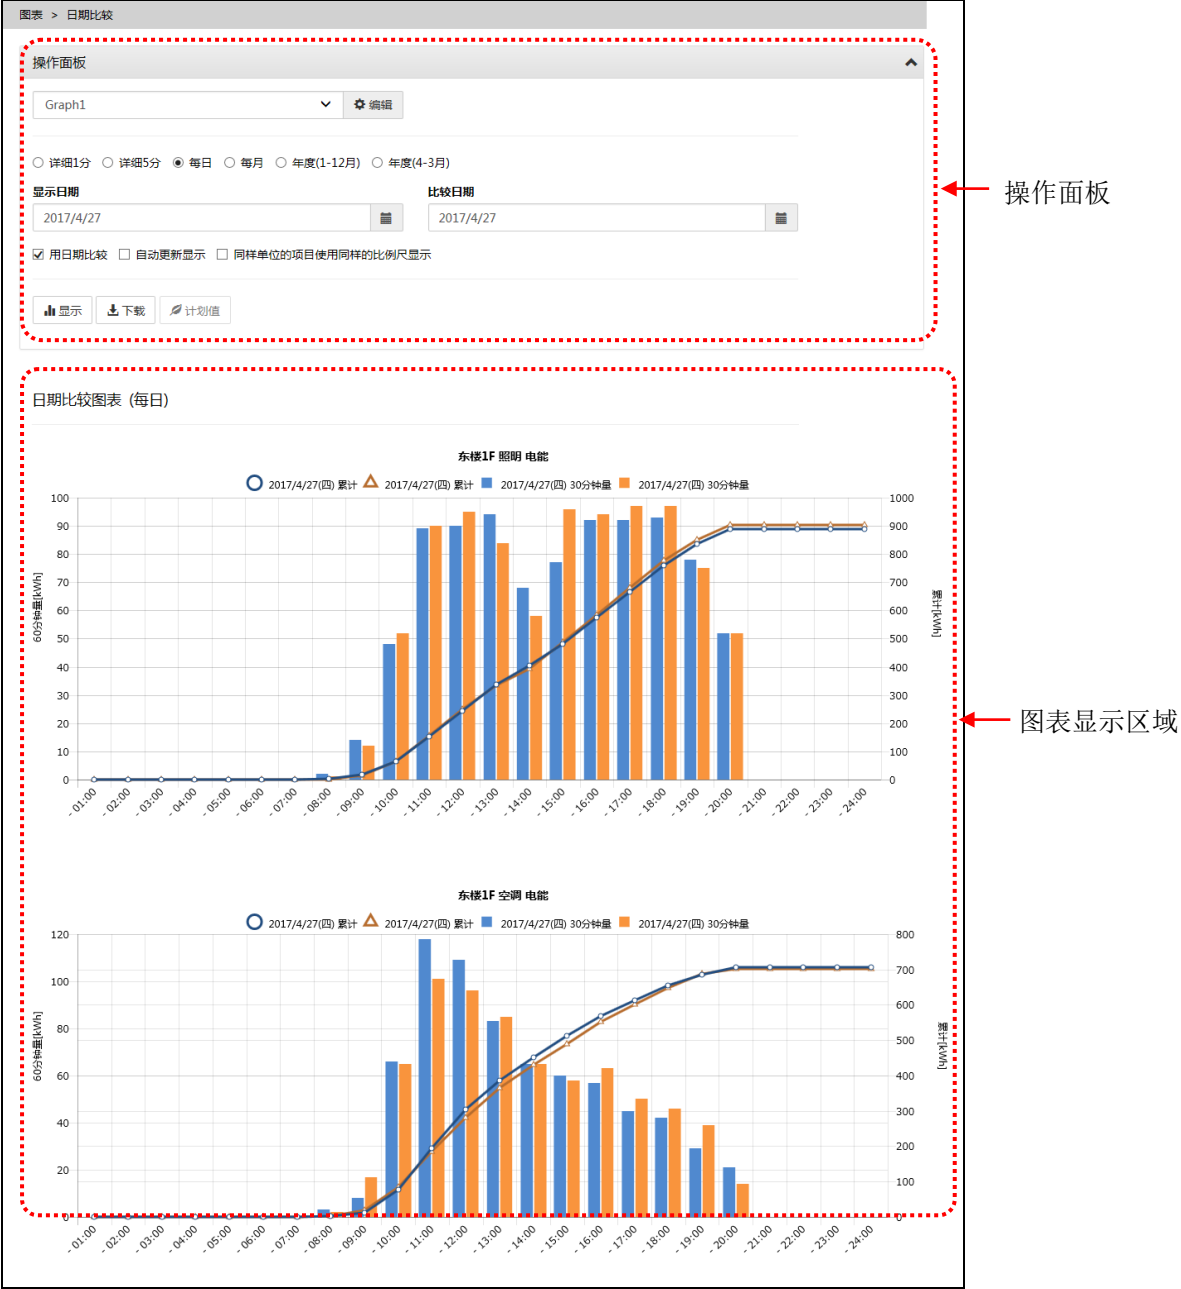 图表 > 日期比较
操作面板
Graph1 编辑
详细1分 详细5分 每日 每月 年度(1-12月) 年度(4-3月)
显示日期 比较日期
2017/4/27 2017/4/27
用日期比较 自动更新显示 同样单位的项目使用同样的比例尺显示
显示 下载 计划值
操作面板
日期比较图表 (每日)
东楼1F 照明 电能
2017/4/27(四) 累计 2017/4/27(四) 累计 2017/4/27(四) 30分钟量 2017/4/27(四) 30分钟量
60分钟量[kWh]
100
90
80
70
60
50
40
30
20
10
0
1000
900
800
700
600
500
400
300
200
100
0
累计[kWh]
- 01:00 - 02:00 - 03:00 - 04:00 - 05:00 - 06:00 - 07:00 - 08:00 - 09:00 - 10:00 - 11:00 - 12:00 - 13:00 - 14:00 - 15:00 - 16:00 - 17:00 - 18:00 - 19:00 - 20:00 - 21:00 - 22:00 - 23:00 - 24:00
图表显示区域
东楼1F 空调 电能
2017/4/27(四) 累计 2017/4/27(四) 累计 2017/4/27(四) 30分钟量 2017/4/27(四) 30分钟量
60分钟量[kWh]
120
100
80
60
40
20
0
800
700
600
500
400
300
200
100
0
累计[kWh]
- 01:00 - 02:00 - 03:00 - 04:00 - 05:00 - 06:00 - 07:00 - 08:00 - 09:00 - 10:00 - 11:00 - 12:00 - 13:00 - 14:00 - 15:00 - 16:00 - 17:00 - 18:00 - 19:00 - 20:00 - 21:00 - 22:00 - 23:00 - 24:00